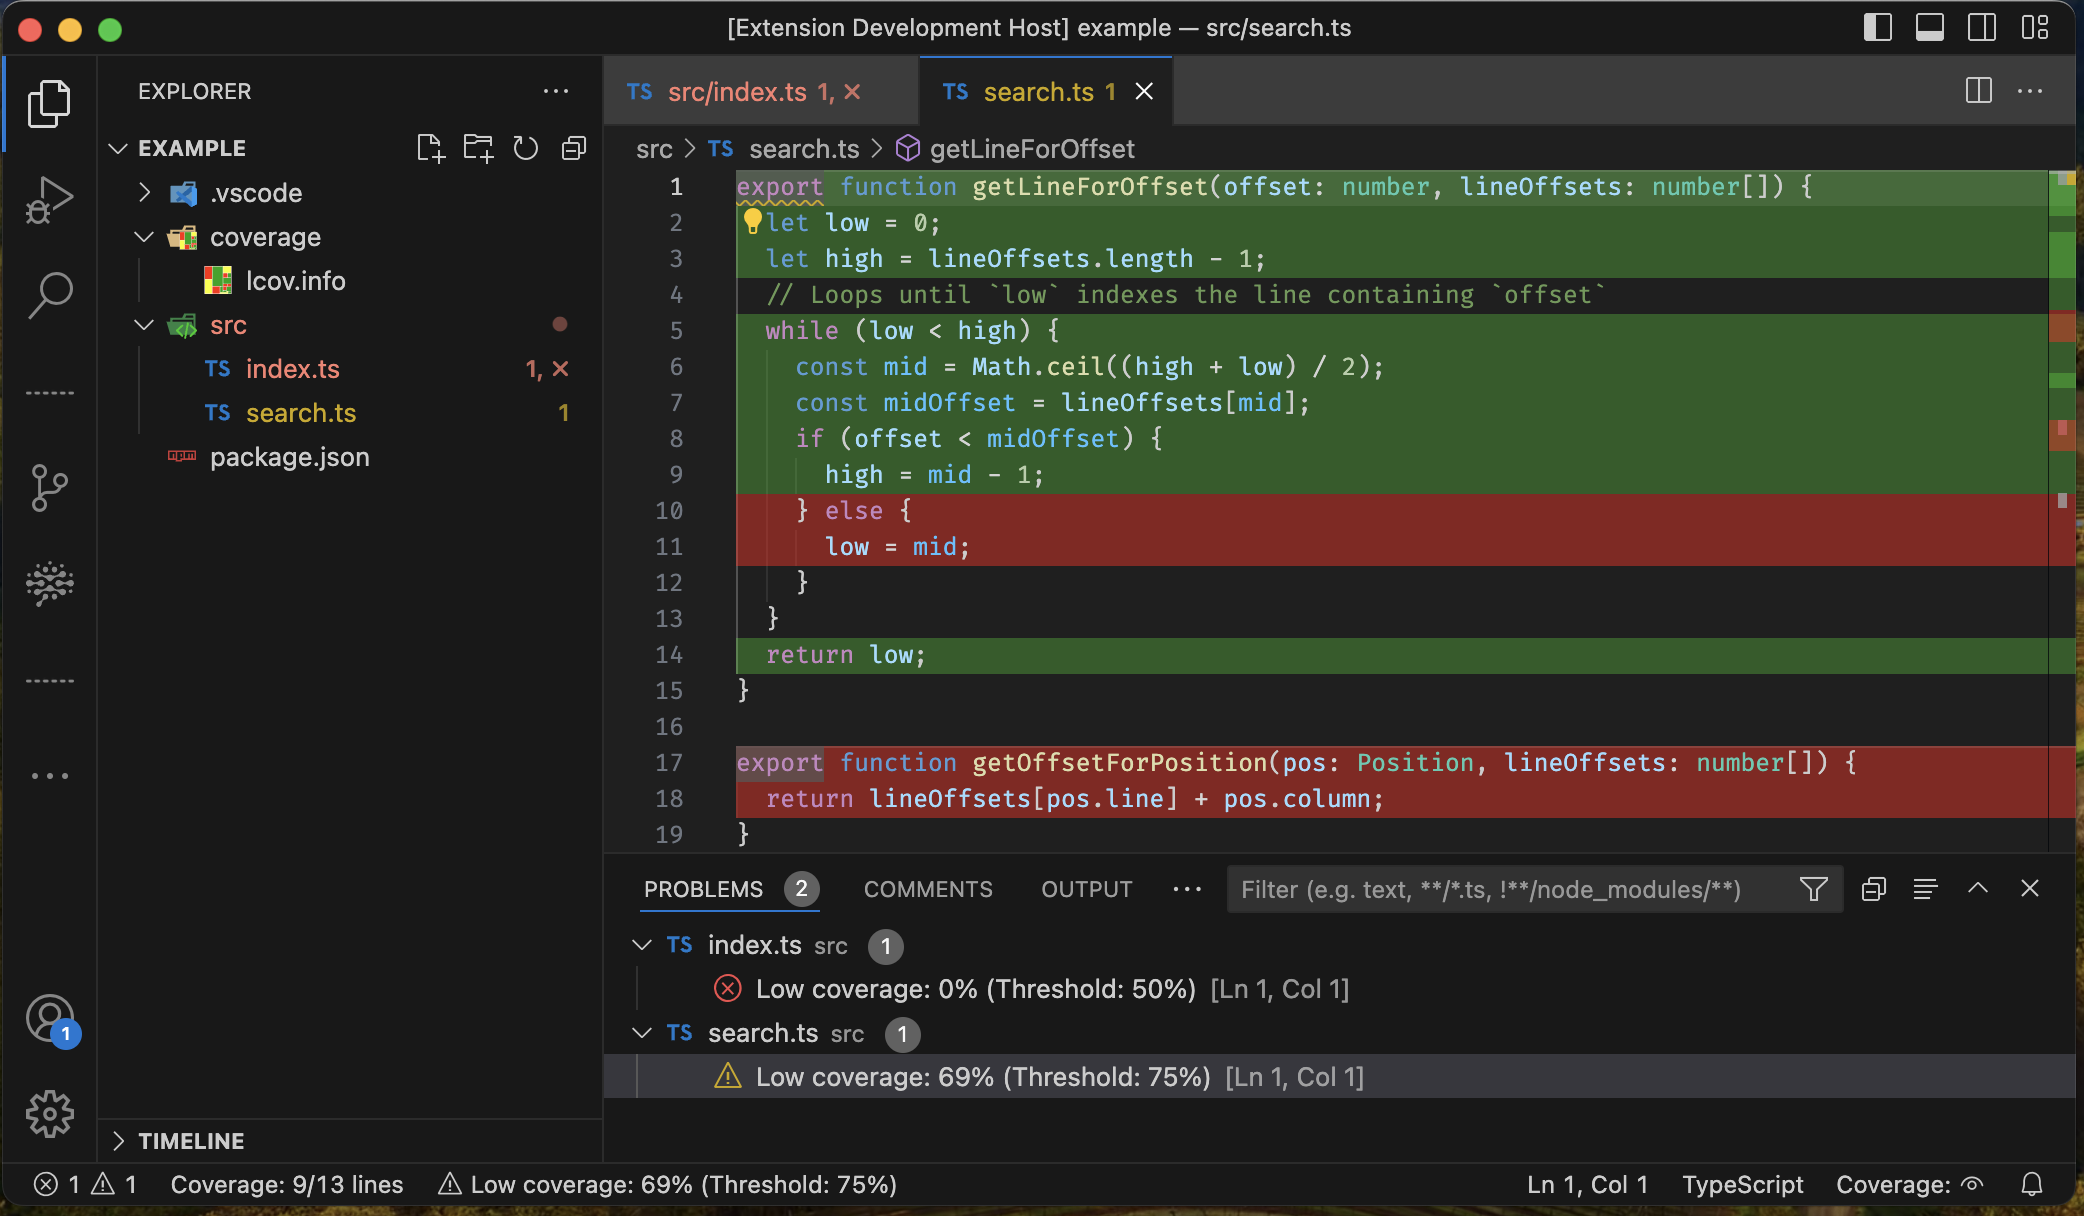 [Extension Development Host] example — src/search.ts
EXPLORER
EXAMPLE
.vscode
coverage
lcov.info
src
TS index.ts 1,
TS search.ts 1
package.json
TIMELINE
TS src/index.ts 1,
TS search.ts 1
src > TS search.ts > getLineForOffset
1 export function getLineForOffset(offset: number, lineOffsets: number[]) {
2 let low = 0;
3 let high = lineOffsets.length - 1;
4 // Loops until `low` indexes the line containing `offset`
5 while (low < high) {
6 const mid = Math.ceil((high + low) / 2);
7 const midOffset = lineOffsets[mid];
8 if (offset < midOffset) {
9 high = mid - 1;
10 } else {
11 low = mid;
12 }
13 }
14 return low;
15 }
16
17 export function getOffsetForPosition(pos: Position, lineOffsets: number[]) {
18 return lineOffsets[pos.line] + pos.column;
19 }
PROBLEMS 2 COMMENTS OUTPUT Filter (e.g. text, **/*.ts, !**/node_modules/**)
TS index.ts src 1
Low coverage: 0% (Threshold: 50%) [Ln 1, Col 1]
TS search.ts src 1
Low coverage: 69% (Threshold: 75%) [Ln 1, Col 1]
1
1 1 Coverage: 9/13 lines Low coverage: 69% (Threshold: 75%) Ln 1, Col 1 TypeScript Coverage: